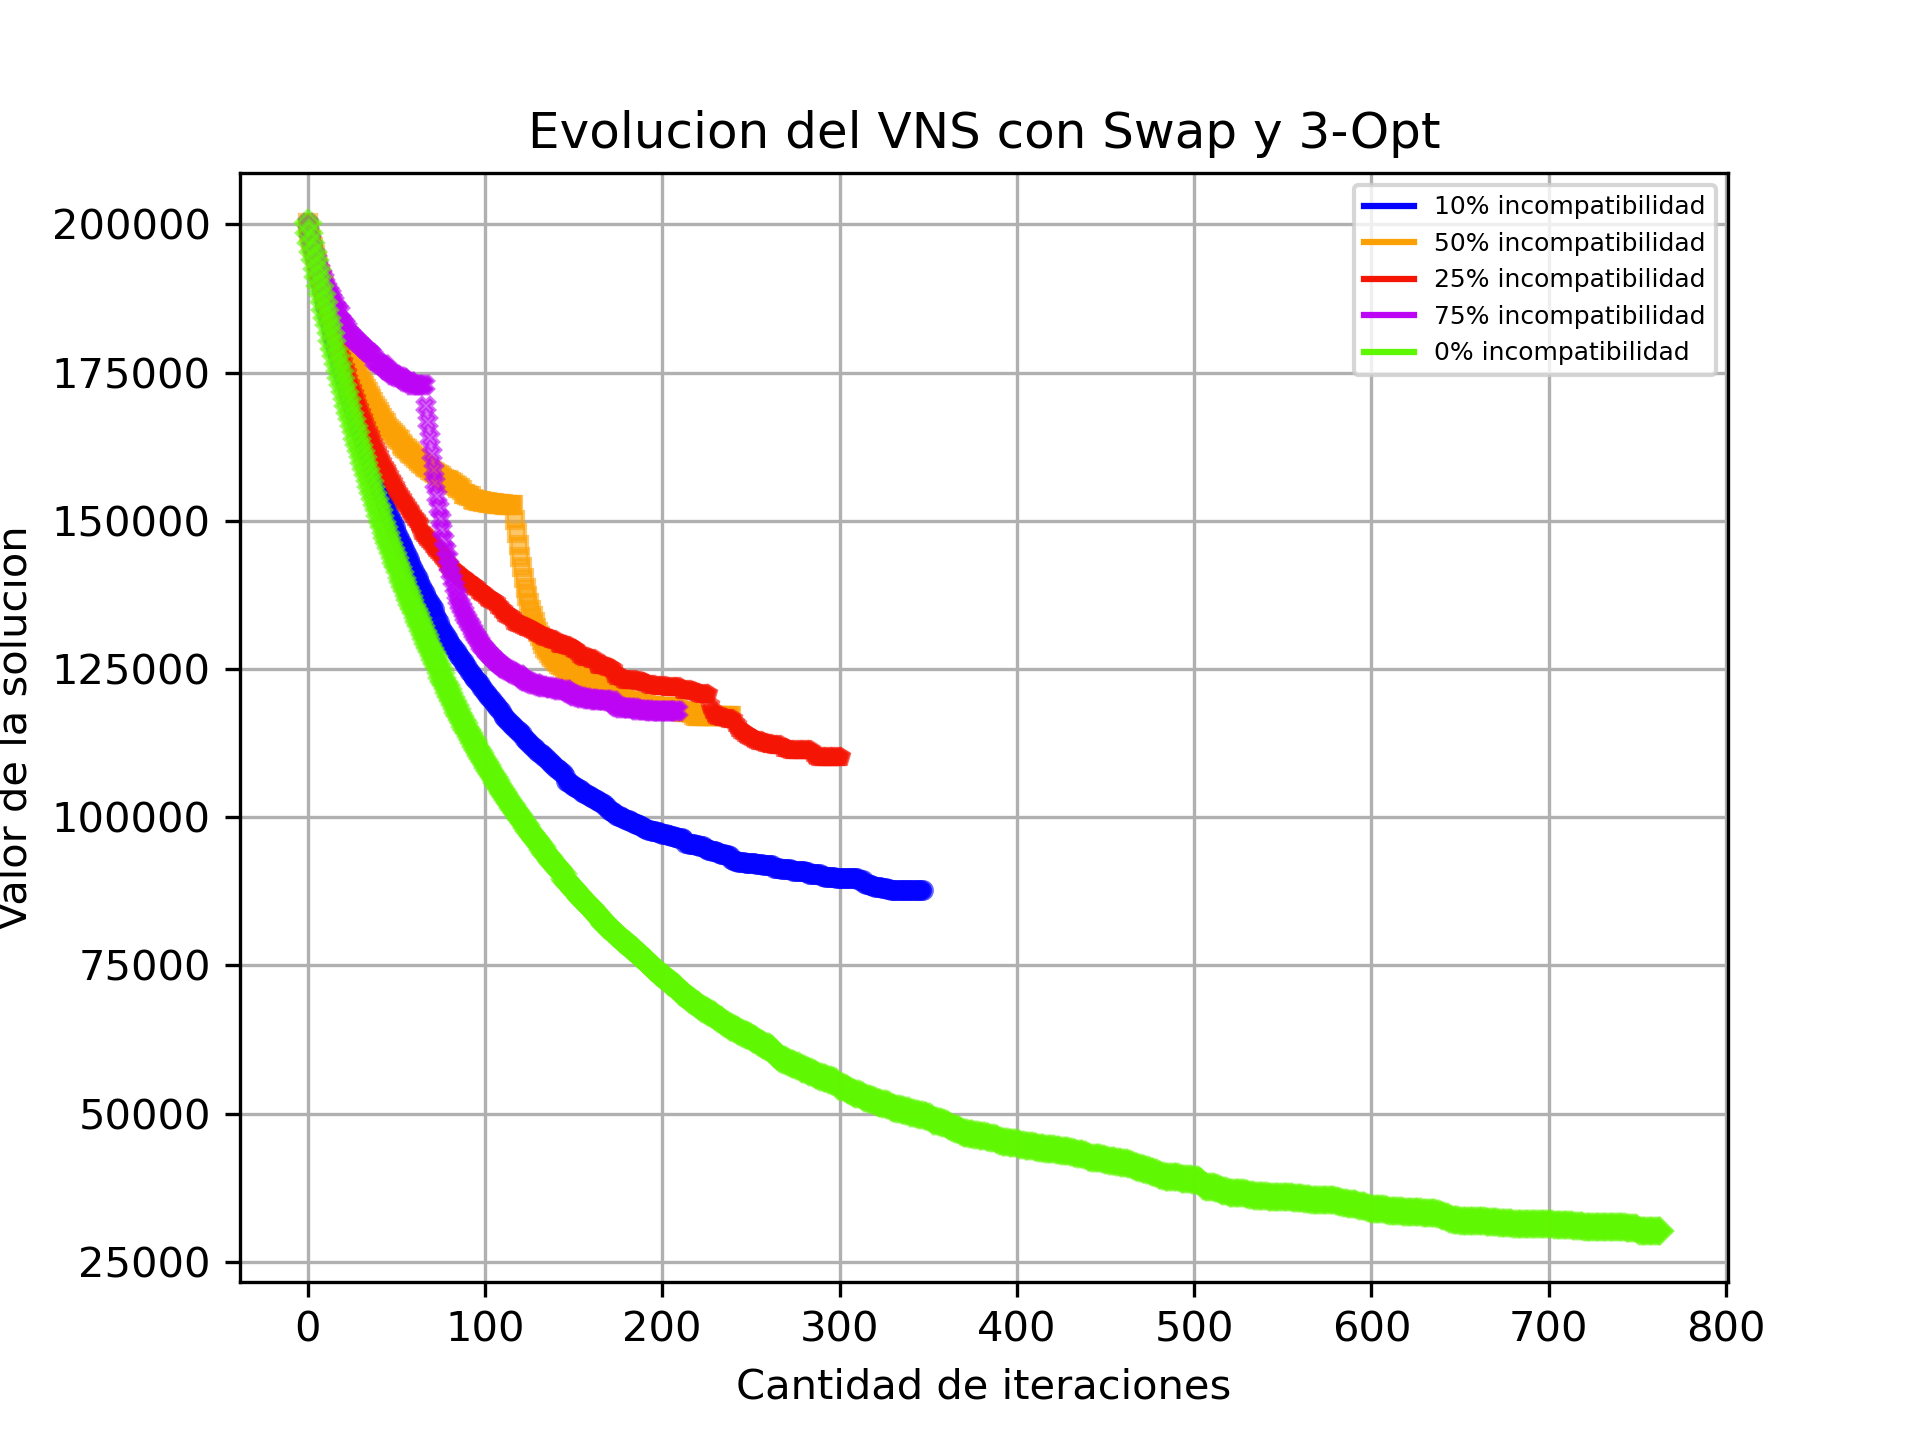 Evolucion del VNS con Swap y 3-Opt
10% incompatibilidad
50% incompatibilidad
25% incompatibilidad
75% incompatibilidad
0% incompatibilidad
Valor de la solucion
200000
175000
150000
125000
100000
75000
50000
25000
0 100 200 300 400 500 600 700 800
Cantidad de iteraciones